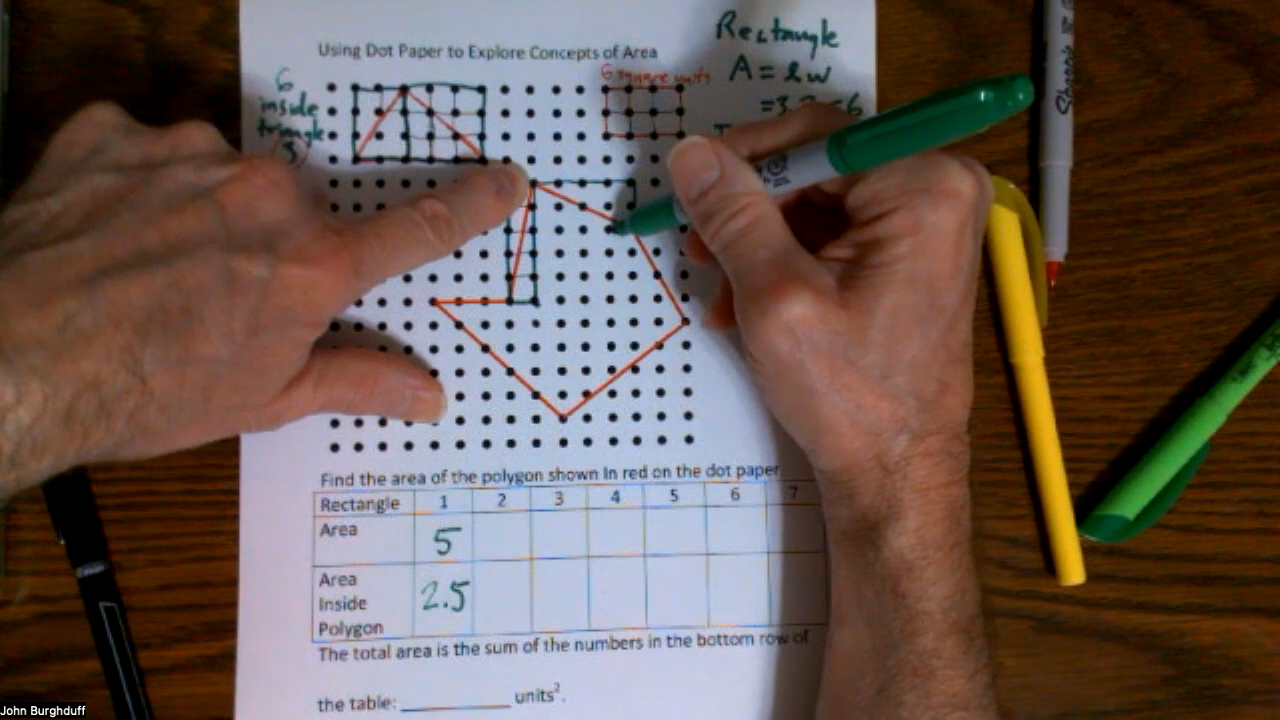 Using Dot Paper to Explore Concepts of Area
Rectangle
A = lw
6 square units
6
inside
triangle
3
Sharpie
Find the area of the polygon shown In red on the dot paper
Rectangle 1 2 3 4 5 6 7
Area 5
Area
Inside 2.5
Polygon
The total area is the sum of the numbers in the bottom row of
the table: __________ units².
John Burghduff